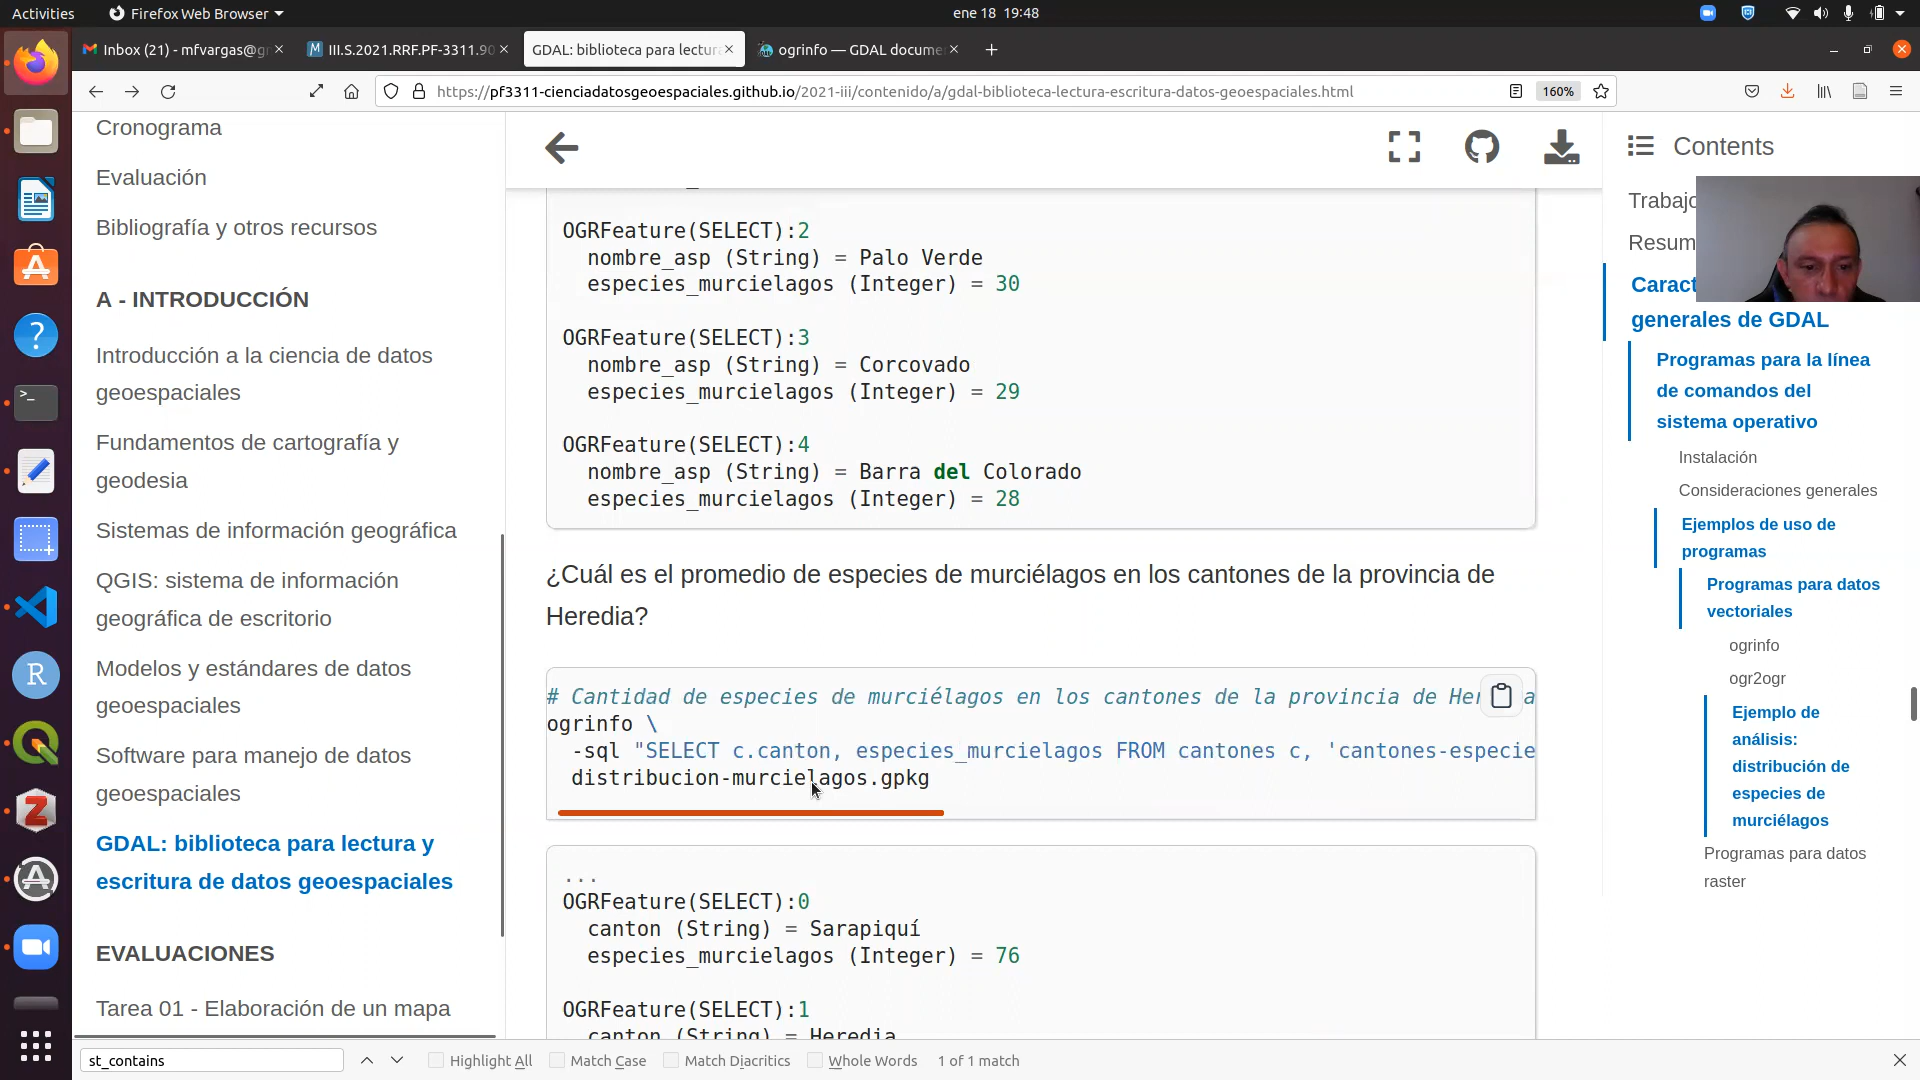 Activities
Firefox Web Browser
ene 18 19:48
Inbox (21) - mfvargas@gr
III.S.2021.RRF.PF-3311.90
GDAL: biblioteca para lectur
ogrinfo — GDAL docume
https://pf3311-cienciadatosgeoespaciales.github.io/2021-iii/contenido/a/gdal-biblioteca-lectura-escritura-datos-geoespaciales.html
160%
Cronograma
Evaluación
Bibliografía y otros recursos
A - INTRODUCCIÓN
Introducción a la ciencia de datos
geoespaciales
Fundamentos de cartografía y
geodesia
Sistemas de información geográfica
QGIS: sistema de información
geográfica de escritorio
Modelos y estándares de datos
geoespaciales
Software para manejo de datos
geoespaciales
GDAL: biblioteca para lectura y
escritura de datos geoespaciales
EVALUACIONES
Tarea 01 - Elaboración de un mapa
OGRFeature(SELECT):2
nombre_asp (String) = Palo Verde
especies_murcielagos (Integer) = 30
OGRFeature(SELECT):3
nombre_asp (String) = Corcovado
especies_murcielagos (Integer) = 29
OGRFeature(SELECT):4
nombre_asp (String) = Barra del Colorado
especies_murcielagos (Integer) = 28
¿Cuál es el promedio de especies de murciélagos en los cantones de la provincia de
Heredia?
# Cantidad de especies de murciélagos en los cantones de la provincia de Her a
ogrinfo \
-sql "SELECT c.canton, especies_murcielagos FROM cantones c, 'cantones-especie
distribucion-murcielagos.gpkg
...
OGRFeature(SELECT):0
canton (String) = Sarapiquí
especies_murcielagos (Integer) = 76
OGRFeature(SELECT):1
canton (String) = Heredia
Contents
Trabajo
Resum
Caract
generales de GDAL
Programas para la línea
de comandos del
sistema operativo
Instalación
Consideraciones generales
Ejemplos de uso de
programas
Programas para datos
vectoriales
ogrinfo
ogr2ogr
Ejemplo de
análisis:
distribución de
especies de
murciélagos
Programas para datos
raster
st_contains
Highlight All
Match Case
Match Diacritics
Whole Words
1 of 1 match